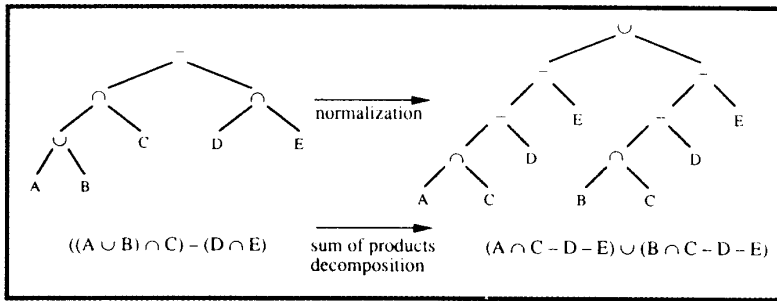 ∪
−
∩ ∩ − −
normalization
∪ C D E − E − E
A B ∩ D ∩ D
A C B C
((A ∪ B) ∩ C) − (D ∩ E)
sum of products
decomposition
(A ∩ C − D − E) ∪ (B ∩ C − D − E)